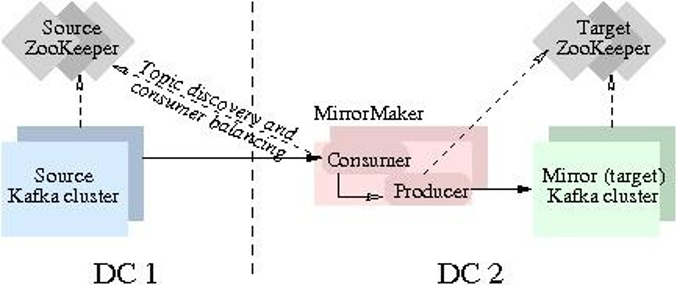 Source
ZooKeeper
Target
ZooKeeper
Topic discovery and
consumer balancing
MirrorMaker
Source
Kafka cluster
Consumer
Producer
Mirror (target)
Kafka cluster
DC 1
DC 2